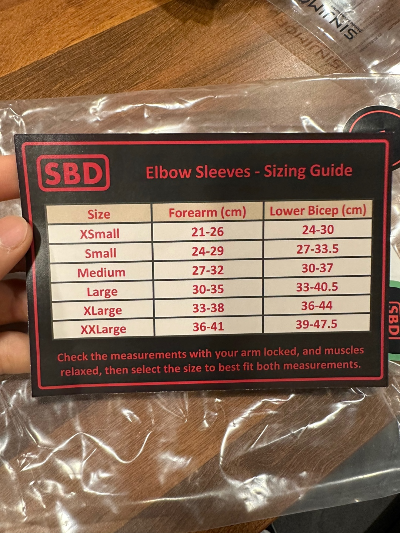 SBD
Elbow Sleeves - Sizing Guide
Size Forearm (cm) Lower Bicep (cm)
XSmall 21-26 24-30
Small 24-29 27-33.5
Medium 27-32 30-37
Large 30-35 33-40.5
XLarge 33-38 36-44
XXLarge 36-41 39-47.5
Check the measurements with your arm locked, and muscles
relaxed, then select the size to best fit both measurements.
SBD